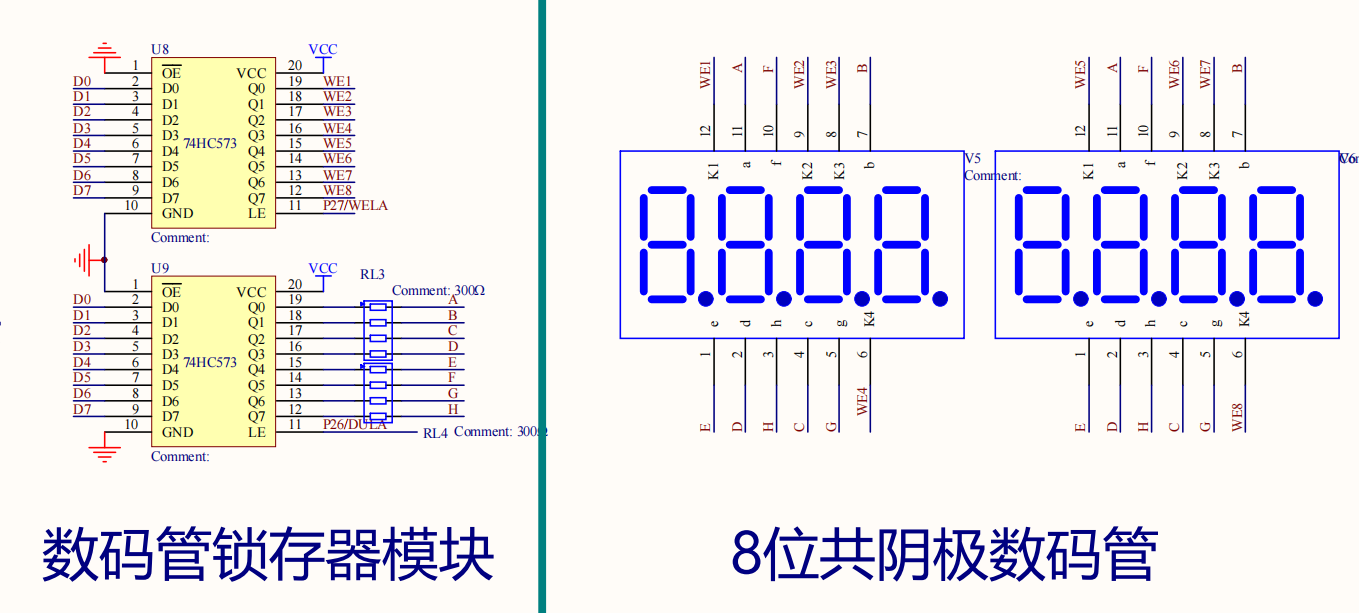 U8
VCC
1 OE VCC 20
D0 2 D0 Q0 19 WE1
D1 3 D1 Q1 18 WE2
D2 4 D2 Q2 17 WE3
D3 5 D3 Q3 16 WE4
D4 6 D4 Q4 15 WE5
D5 7 D5 Q5 14 WE6
D6 8 D6 Q6 13 WE7
D7 9 D7 Q7 12 WE8
10 GND LE 11 P27/WELA
74HC573
Comment:
U9
VCC
RL3
Comment: 300Ω
1 OE VCC 20
D0 2 D0 Q0 19 A
D1 3 D1 Q1 18 B
D2 4 D2 Q2 17 C
D3 5 D3 Q3 16 D
D4 6 D4 Q4 15 E
D5 7 D5 Q5 14 F
D6 8 D6 Q6 13 G
D7 9 D7 Q7 12 H
10 GND LE 11 P26/DULA
74HC573
RL4 Comment: 300Ω
Comment:
数码管锁存器模块
WE1 A F WE2 WE3 B
12 11 10 9 8 7
K1 a f K2 K3 b
V5
Comment:
e d h c g K4
1 2 3 4 5 6
E D H C G WE4
WE5 A F WE6 WE7 B
12 11 10 9 8 7
K1 a f K2 K3 b
e d h c g K4
1 2 3 4 5 6
E D H C G WE8
8位共阴极数码管